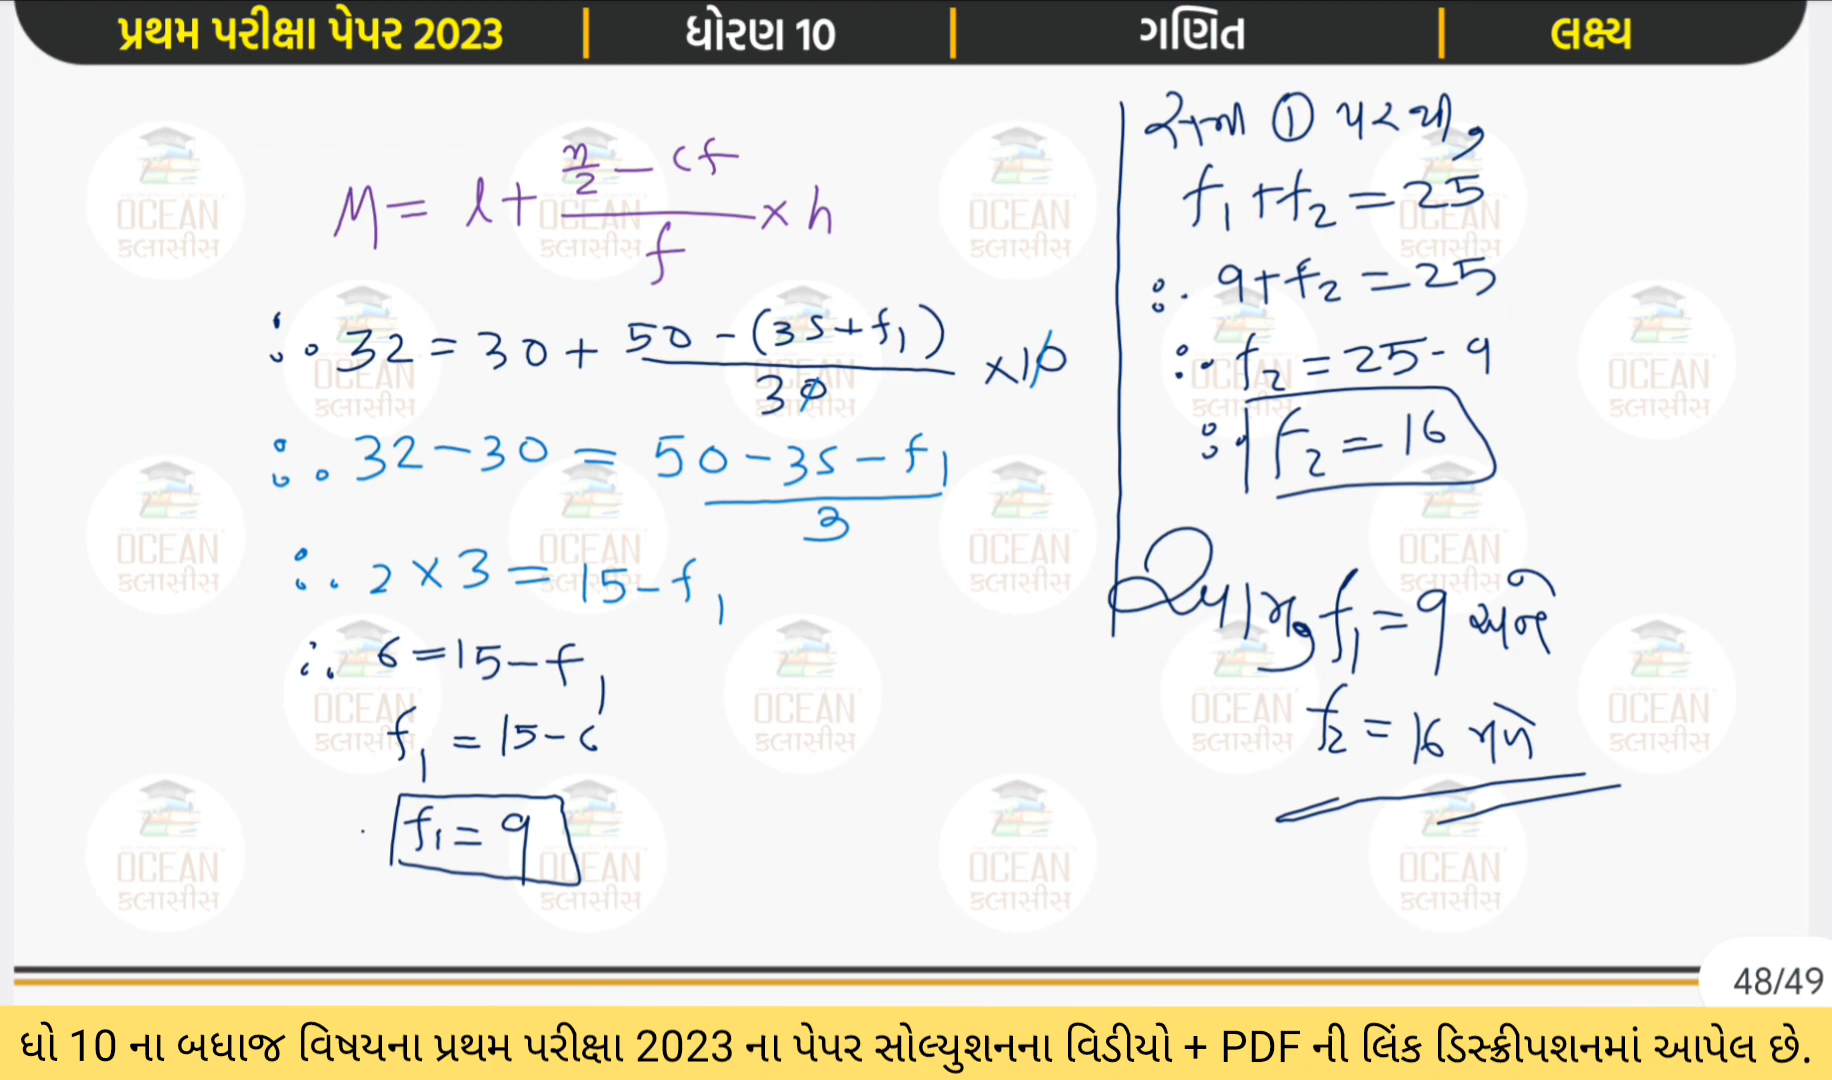 પ્રથમ પરીક્ષા પેપર 2023 | ધોરણ 10 | ગણિત | લક્ષ્ય
M = l + (n/2 - cf)/f × h
∴ 32 = 30 + (50 - (35 + f₁))/30 × 10
∴ 32 - 30 = (50 - 35 - f₁)/3
∴ 2 × 3 = 15 - f₁
∴ 6 = 15 - f₁
f₁ = 15 - 6
f₁ = 9
સમી ① પરથી,
f₁ + f₂ = 25
∴ 9 + f₂ = 25
∴ f₂ = 25 - 9
∴ f₂ = 16
f₁ = 9 અને
f₂ = 16 મળે
OCEAN
ક્લાસીસ
48/49
ધો 10 ના બધાજ વિષયના પ્રથમ પરીક્ષા 2023 ના પેપર સોલ્યુશનના વિડીયો + PDF ની લિંક ડિસ્ક્રીપશનમાં આપેલ છે.